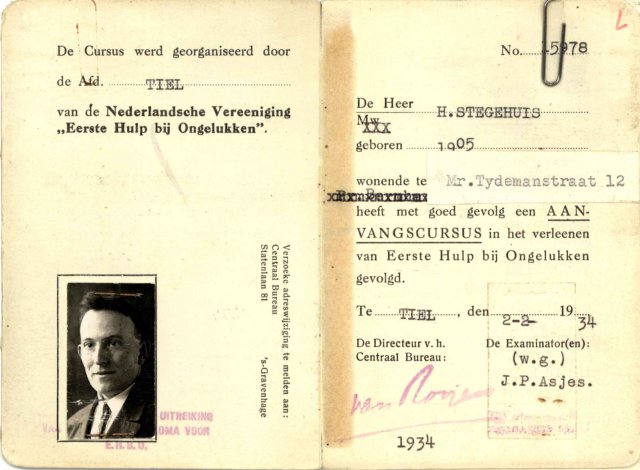 De Cursus werd georganiseerd door
de Afd. TIEL
van de Nederlandsche Vereeniging
„Eerste Hulp bij Ongelukken".
Verzoeke adreswijziging te melden aan:
Centraal Bureau
Statenlaan 81
's-Gravenhage
UITREIKING
VOOR
E.H.B.O.
L
No. 15978
De Heer H.STEGEHUIS
Mw. XXX
geboren 1905
wonende te Mr.Tydemanstraat 12
heeft met goed gevolg een AAN-
VANGSCURSUS in het verleenen
van Eerste Hulp bij Ongelukken
gevolgd.
Te TIEL, den 2-2- 1934
De Directeur v. h.
Centraal Bureau:
van Rooijen
1934
De Examinator(en):
(w.g.)
J.P.Asjes.